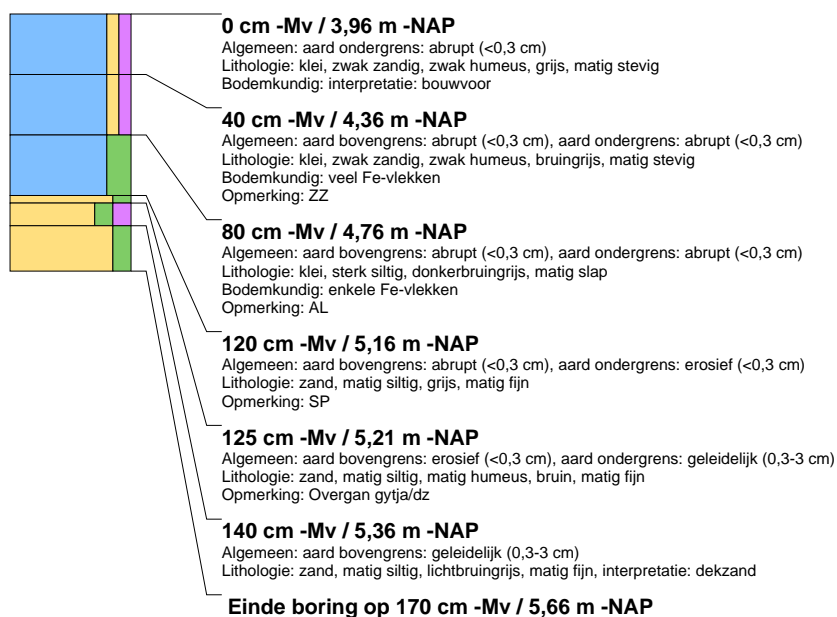 0 cm -Mv / 3,96 m -NAP
Algemeen: aard ondergrens: abrupt (<0,3 cm)
Lithologie: klei, zwak zandig, zwak humeus, grijs, matig stevig
Bodemkundig: interpretatie: bouwvoor
40 cm -Mv / 4,36 m -NAP
Algemeen: aard bovengrens: abrupt (<0,3 cm), aard ondergrens: abrupt (<0,3 cm)
Lithologie: klei, zwak zandig, zwak humeus, bruingrijs, matig stevig
Bodemkundig: veel Fe-vlekken
Opmerking: ZZ
80 cm -Mv / 4,76 m -NAP
Algemeen: aard bovengrens: abrupt (<0,3 cm), aard ondergrens: abrupt (<0,3 cm)
Lithologie: klei, sterk siltig, donkerbruingrijs, matig slap
Bodemkundig: enkele Fe-vlekken
Opmerking: AL
120 cm -Mv / 5,16 m -NAP
Algemeen: aard bovengrens: abrupt (<0,3 cm), aard ondergrens: erosief (<0,3 cm)
Lithologie: zand, matig siltig, grijs, matig fijn
Opmerking: SP
125 cm -Mv / 5,21 m -NAP
Algemeen: aard bovengrens: erosief (<0,3 cm), aard ondergrens: geleidelijk (0,3-3 cm)
Lithologie: zand, matig siltig, matig humeus, bruin, matig fijn
Opmerking: Overgan gytja/dz
140 cm -Mv / 5,36 m -NAP
Algemeen: aard bovengrens: geleidelijk (0,3-3 cm)
Lithologie: zand, matig siltig, lichtbruingrijs, matig fijn, interpretatie: dekzand
Einde boring op 170 cm -Mv / 5,66 m -NAP